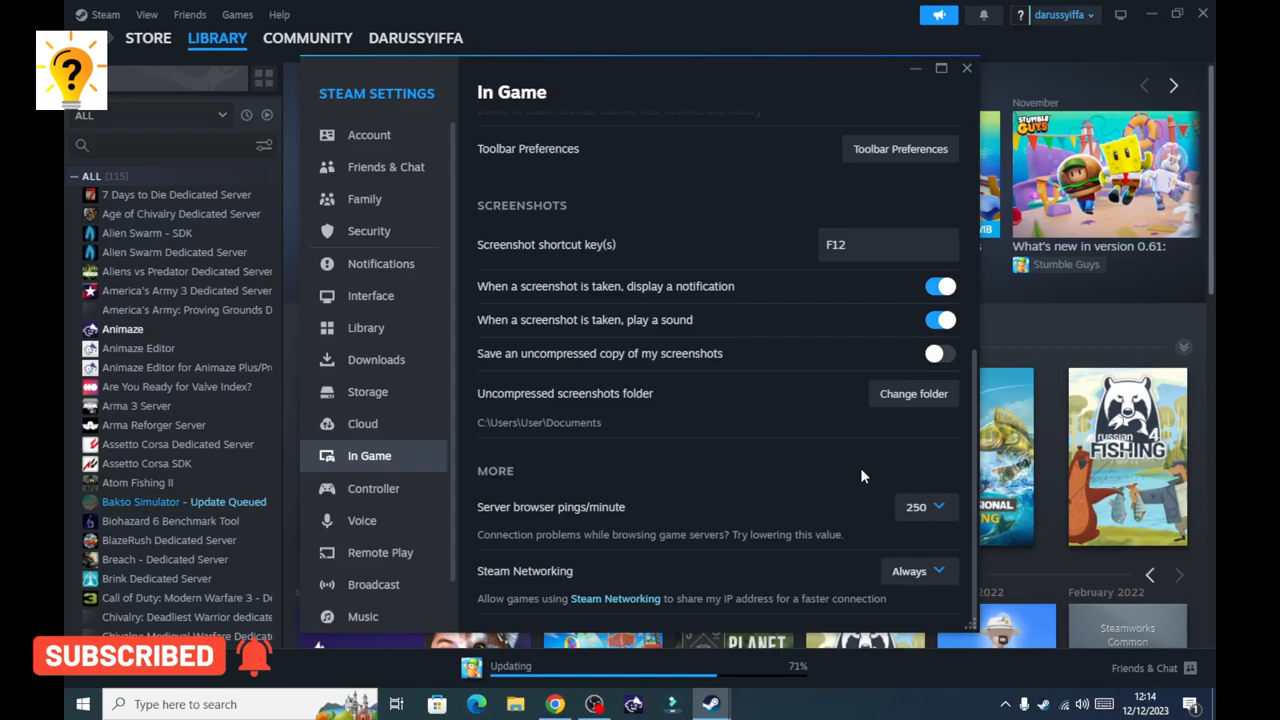 Steam View Friends Games Help
? darussyiffa
STORE LIBRARY COMMUNITY DARUSSYIFFA
?
ALL
ALL (115)
7 Days to Die Dedicated Server
Age of Chivalry Dedicated Server
Alien Swarm - SDK
Alien Swarm Dedicated Server
Aliens vs Predator Dedicated Server
America's Army 3 Dedicated Server
America's Army: Proving Grounds D
Animaze
Animaze Editor
Animaze Editor for Animaze Plus/Pr
Are You Ready for Valve Index?
Arma 3 Server
Arma Reforger Server
Assetto Corsa Dedicated Server
Assetto Corsa SDK
Atom Fishing II
Bakso Simulator - Update Queued
Biohazard 6 Benchmark Tool
BlazeRush Dedicated Server
Breach - Dedicated Server
Brink Dedicated Server
Call of Duty: Modern Warfare 3 - De
Chivalry: Deadliest Warrior dedicate
Chivalry: Medieval Warfare Dedicate
STEAM SETTINGS
Account
Friends & Chat
Family
Security
Notifications
Interface
Library
Downloads
Storage
Cloud
In Game
Controller
Voice
Remote Play
Broadcast
Music
In Game
Toolbar Preferences Toolbar Preferences
SCREENSHOTS
Screenshot shortcut key(s) F12
When a screenshot is taken, display a notification
When a screenshot is taken, play a sound
Save an uncompressed copy of my screenshots
Uncompressed screenshots folder Change folder
C:\Users\User\Documents
MORE
Server browser pings/minute 250
Connection problems while browsing game servers? Try lowering this value.
Steam Networking Always
Allow games using Steam Networking to share my IP address for a faster connection
November
STUMBLE GUYS
What's new in version 0.61:
Stumble Guys
russian
FISHING
4
2022 February 2022
Steamworks
Common
PLANET
SUBSCRIBED
Updating 71%
Friends & Chat
Type here to search
12:14
12/12/2023
1